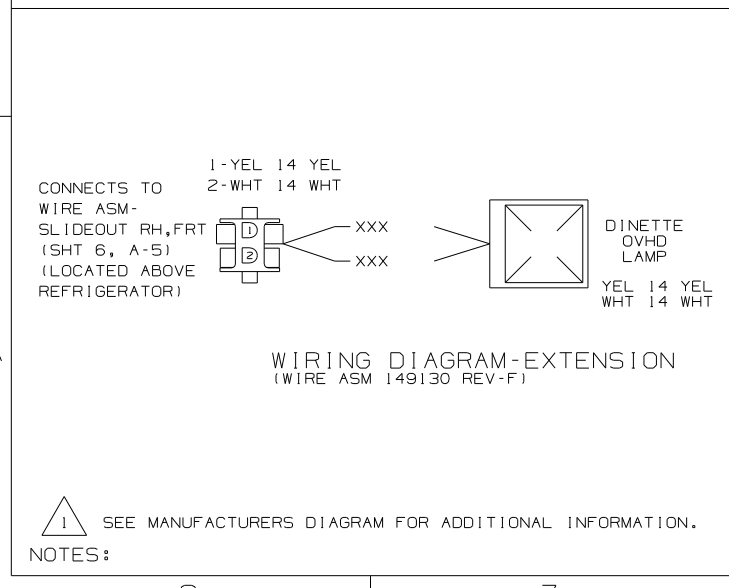 1-YEL 14 YEL
2-WHT 14 WHT
CONNECTS TO
WIRE ASM-
SLIDEOUT RH,FRT
(SHT 6, A-5)
(LOCATED ABOVE
REFRIGERATOR)
1
2
XXX
XXX
DINETTE
OVHD
LAMP
YEL 14 YEL
WHT 14 WHT
WIRING DIAGRAM-EXTENSION
(WIRE ASM 149130 REV-F)
1 SEE MANUFACTURERS DIAGRAM FOR ADDITIONAL INFORMATION.
NOTES: